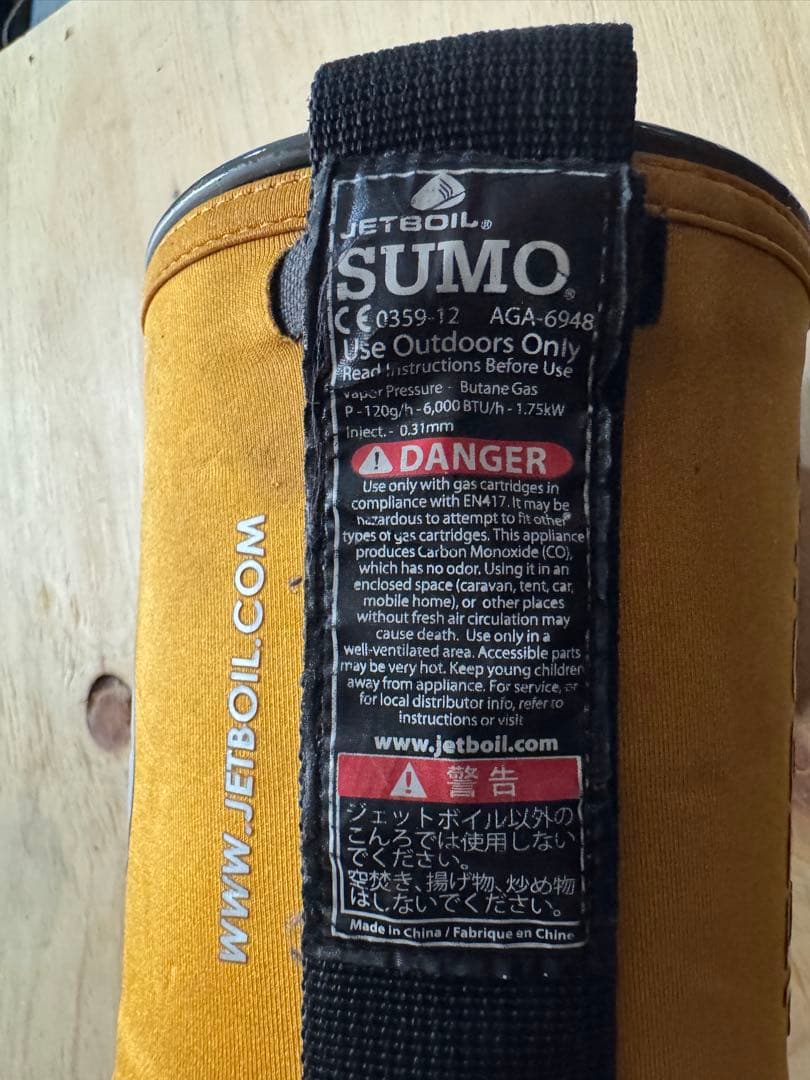 JETBOIL®
SUMO®
CE 0359-12 AGA-6948
Use Outdoors Only
Read Instructions Before Use
Vapor Pressure - Butane Gas
P - 120g/h - 6,000 BTU/h - 1.75kW
Inject. - 0.31mm
DANGER
Use only with gas cartridges in
compliance with EN417. It may be
hazardous to attempt to fit other
types of gas cartridges. This appliance
produces Carbon Monoxide (CO),
which has no odor. Using it in an
enclosed space (caravan, tent, car,
mobile home), or other places
without fresh air circulation may
cause death. Use only in a
well-ventilated area. Accessible parts
may be very hot. Keep young children
away from appliance. For service, or
for local distributor info, refer to
instructions or visit
www.jetboil.com
警告
ジェットボイル以外の
こんろでは使用しない
でください。
空焚き、揚げ物、炒め物
はしないでください。
Made in China / Fabrique en Chine
WWW.JETBOIL.COM